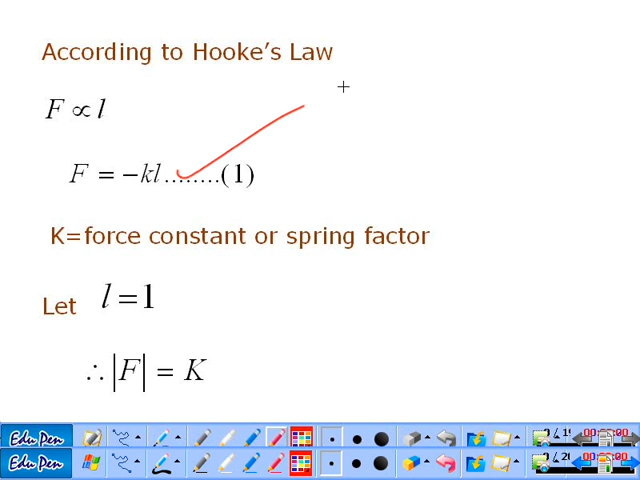 According to Hooke's Law
F ∝ l
F = −kl ........(1)
K=force constant or spring factor
Let l = 1
∴ |F| = K
Edu Pen
Edu Pen